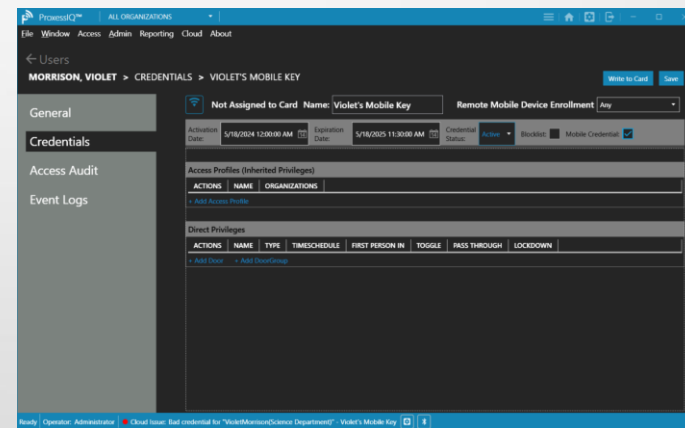 ProxessIQ™ ALL ORGANIZATIONS
File Window Access Admin Reporting Cloud About
Users
MORRISON, VIOLET > CREDENTIALS > VIOLET'S MOBILE KEY
Write to Card Save
General
Credentials
Access Audit
Event Logs
Not Assigned to Card Name: Violet's Mobile Key Remote Mobile Device Enrollment Any
Activation Date: 5/18/2024 12:00:00 AM Expiration Date: 5/18/2025 11:30:00 AM Credential Status: Active Blocklist: Mobile Credential:
Access Profiles (Inherited Privileges)
ACTIONS NAME ORGANIZATIONS
+ Add Access Profile
Direct Privileges
ACTIONS NAME TYPE TIMESCHEDULE FIRST PERSON IN TOGGLE PASS THROUGH LOCKDOWN
+ Add Door + Add DoorGroup
Ready Operator: Administrator Cloud Issue: Bad credential for "VioletMorrison(Science Department)" - Violet's Mobile Key